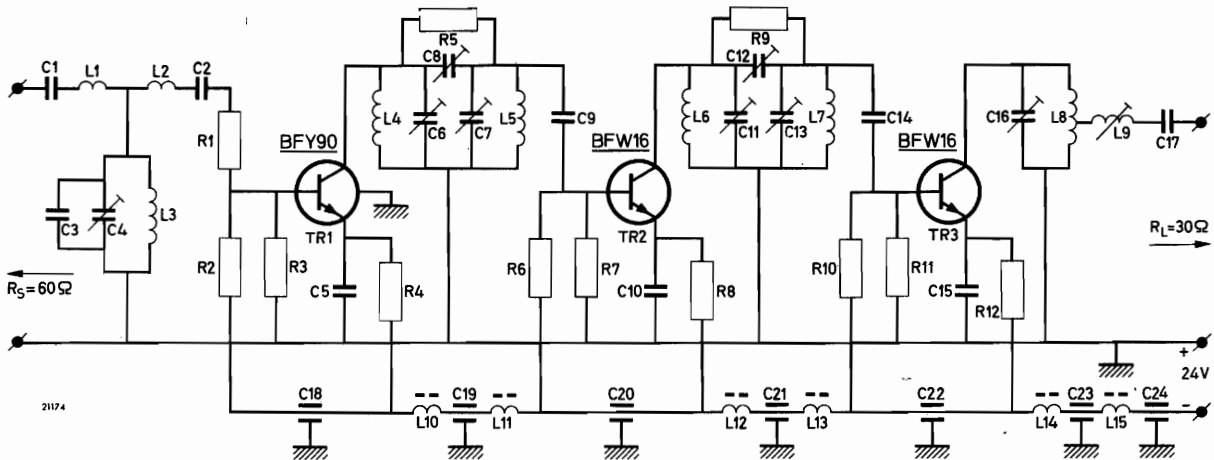 R5
C8
R9
C12
C1
L1
L2
C2
R1
L4
C6
C7
L5
C9
L6
C11
C13
L7
C14
C16
L8
L9
C17
BFY90
BFW16
BFW16
C3
C4
L3
TR1
TR2
TR3
R_S=60Ω
R_L=30Ω
R2
R3
C5
R4
R6
R7
C10
R8
R10
R11
C15
R12
+
24V
-
21174
C18
L10
C19
L11
C20
L12
C21
L13
C22
L14
C23
L15
C24